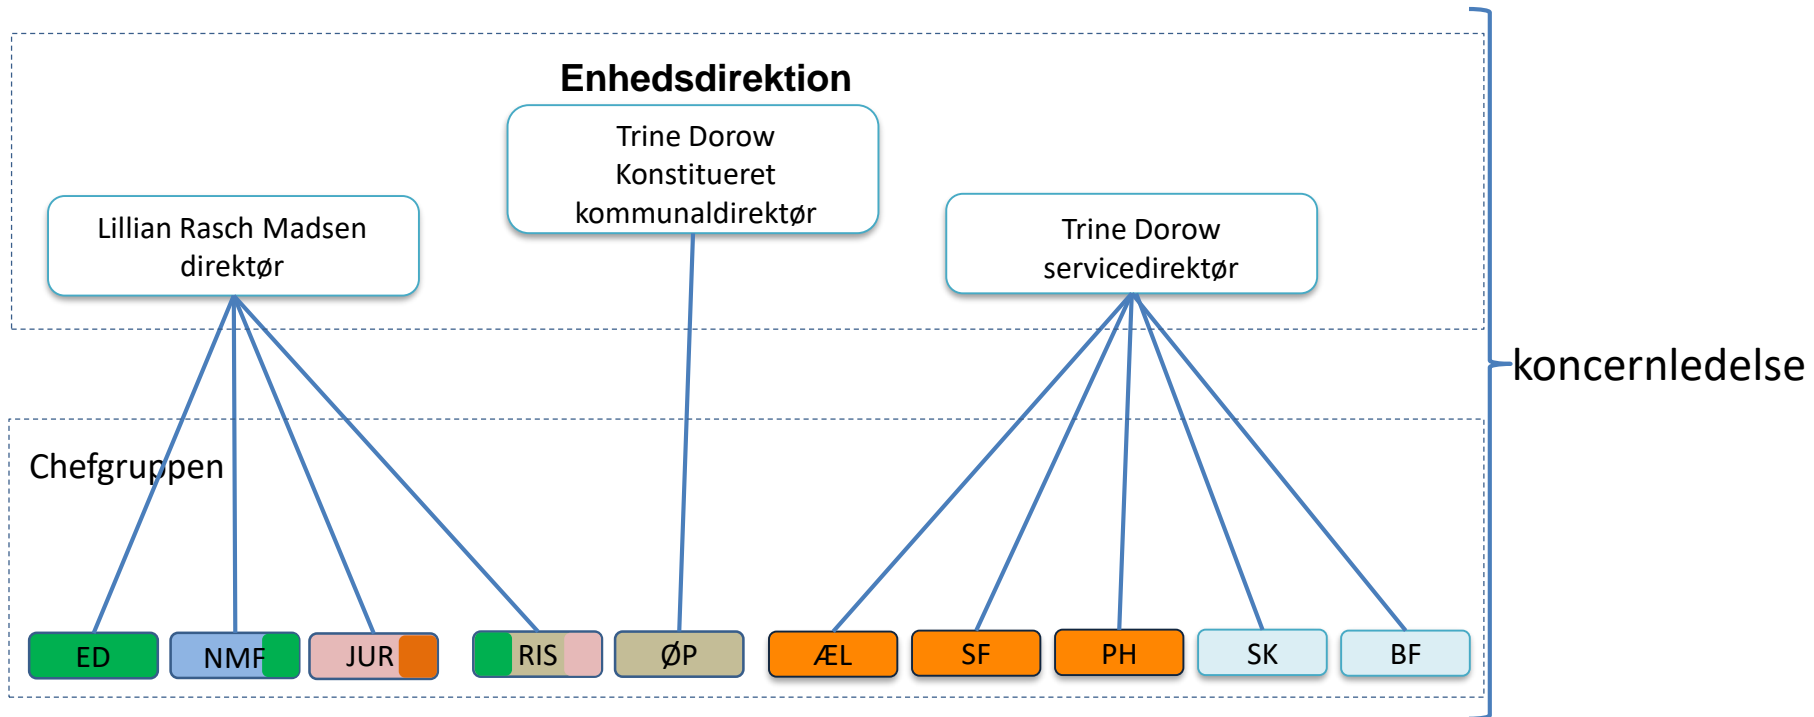 Enhedsdirektion
Trine Dorow
Konstitueret
kommunaldirektør
Lillian Rasch Madsen
direktør
Trine Dorow
servicedirektør
koncernledelse
Chefgruppen
ED
NMF
JUR
RIS
ØP
ÆL
SF
PH
SK
BF